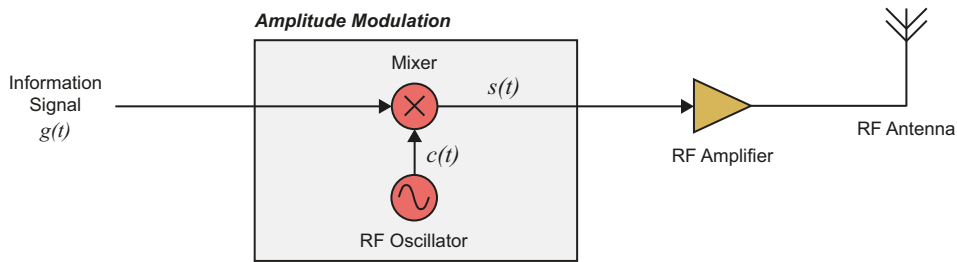 Amplitude Modulation
Information
Signal
g(t)
Mixer
s(t)
c(t)
RF Oscillator
RF Amplifier
RF Antenna